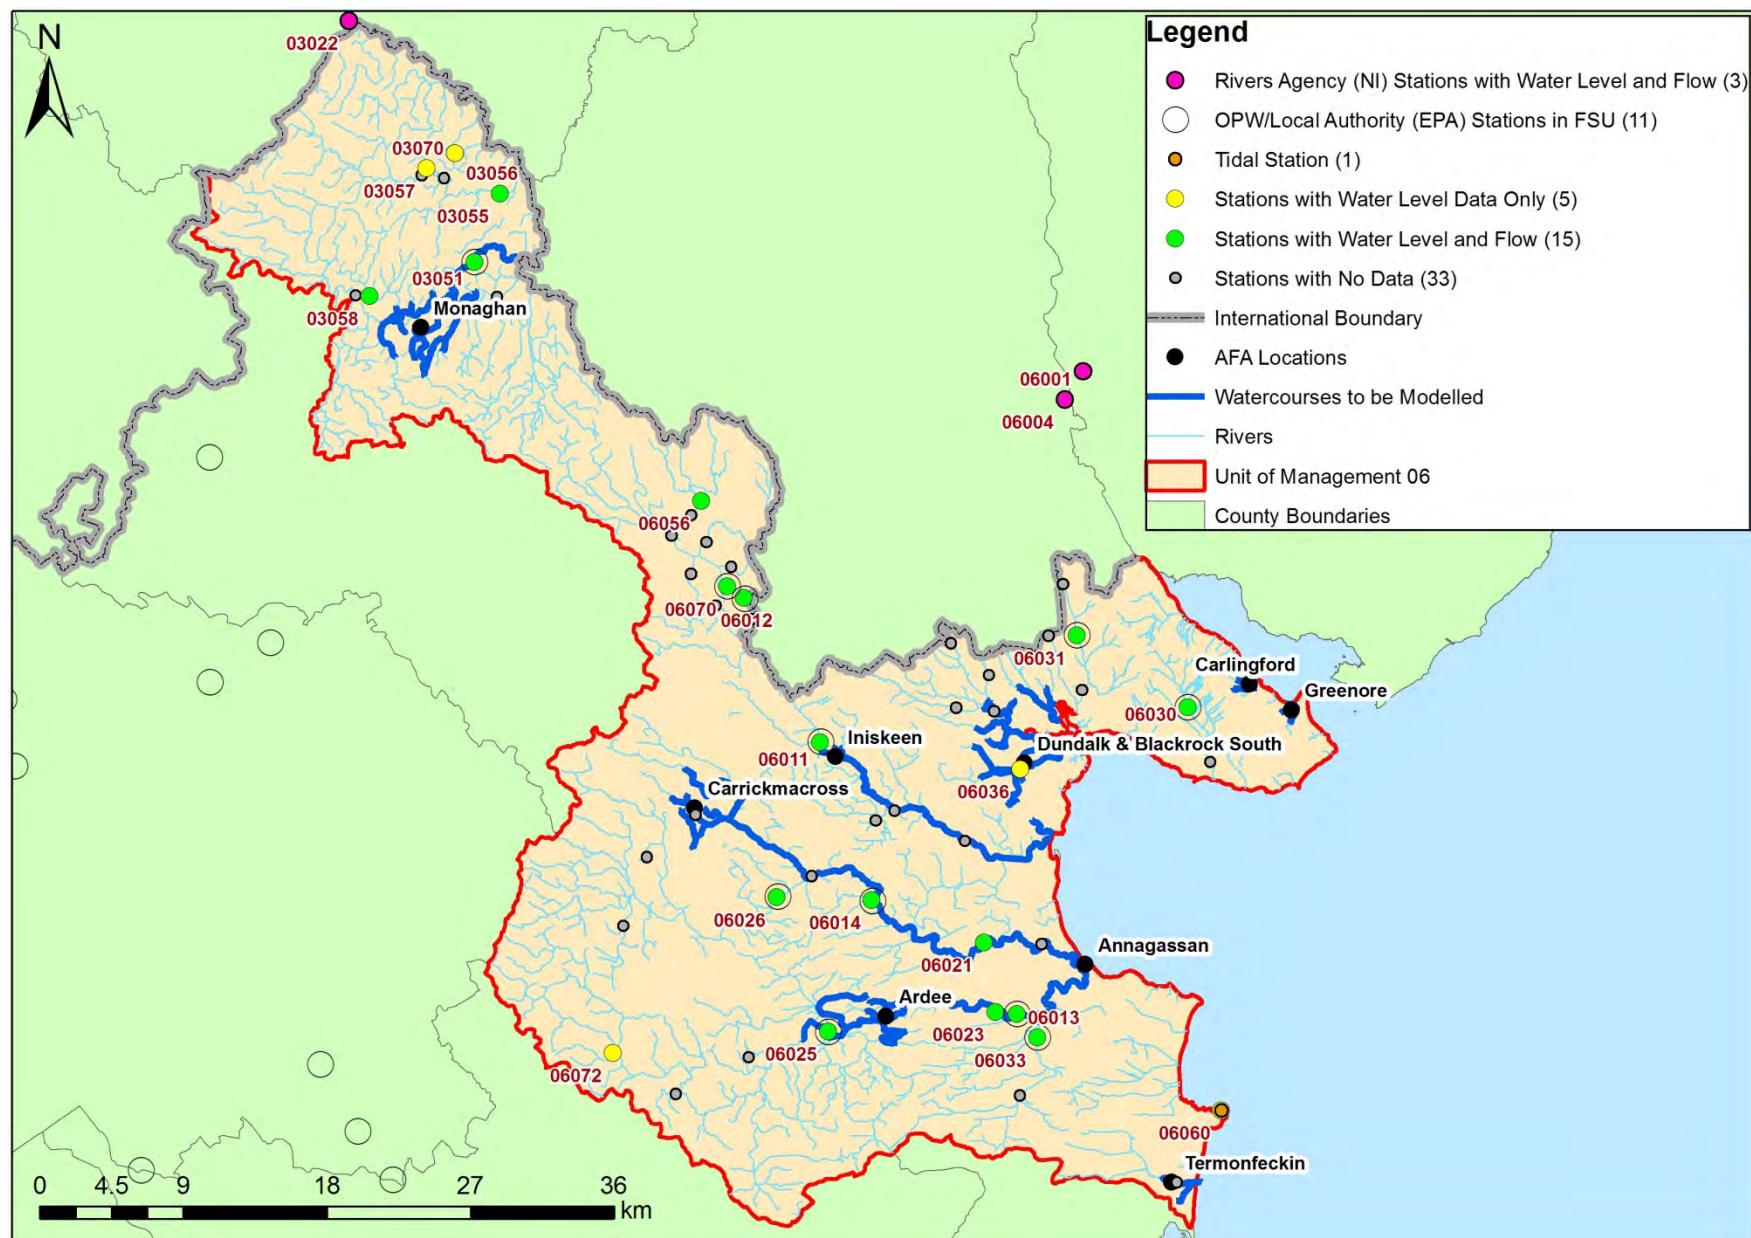 N
03022
03070
03057
03056
03055
03051
03058
Monaghan
06001
06004
06056
06070
06012
06031
Carlingford
Greenore
06030
Iniskeen
06011
Dundalk & Blackrock South
06036
Carrickmacross
06026
06014
06021
Annagassan
Ardee
06013
06023
06025
06033
06072
06060
Termonfeckin
0 4.5 9 18 27 36
km
Legend
Rivers Agency (NI) Stations with Water Level and Flow (3)
OPW/Local Authority (EPA) Stations in FSU (11)
Tidal Station (1)
Stations with Water Level Data Only (5)
Stations with Water Level and Flow (15)
Stations with No Data (33)
International Boundary
AFA Locations
Watercourses to be Modelled
Rivers
Unit of Management 06
County Boundaries